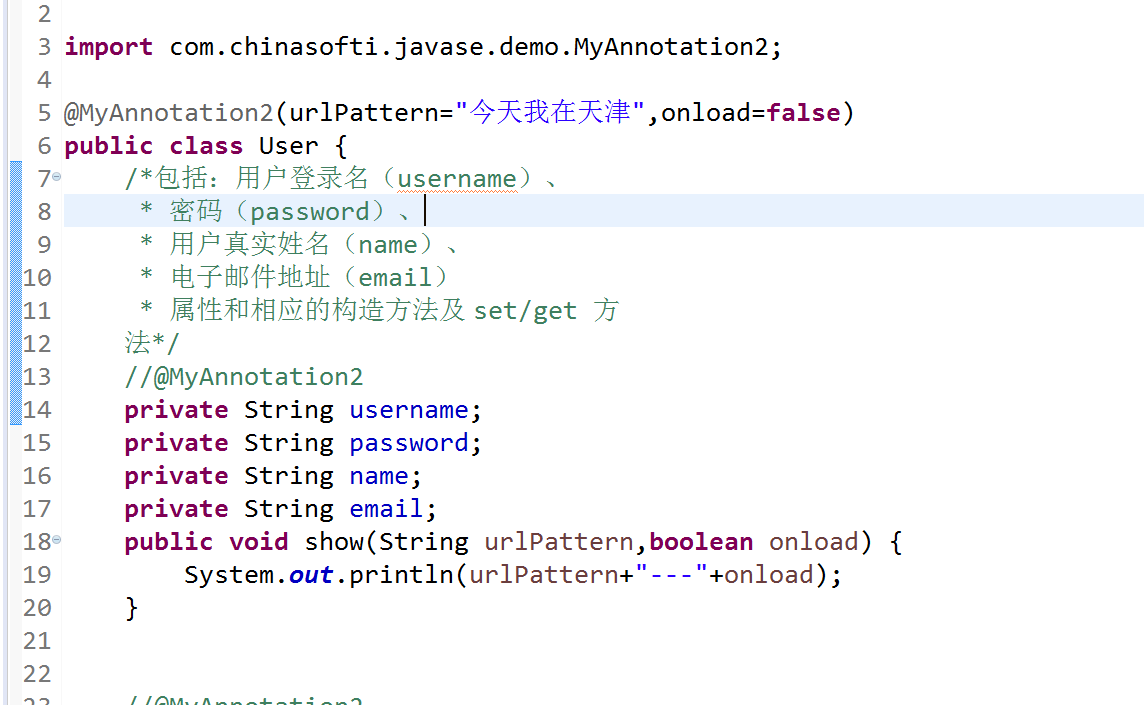 2
3 import com.chinasofti.javase.demo.MyAnnotation2;
4
5 @MyAnnotation2(urlPattern="今天我在天津",onload=false)
6 public class User {
7 /*包括：用户登录名（username）、
8 * 密码（password）、
9 * 用户真实姓名（name）、
10 * 电子邮件地址（email）
11 * 属性和相应的构造方法及 set/get 方
12 法*/
13 //@MyAnnotation2
14 private String username;
15 private String password;
16 private String name;
17 private String email;
18 public void show(String urlPattern,boolean onload) {
19 System.out.println(urlPattern+"---"+onload);
20 }
21
22
23 //@MyAnnotation2